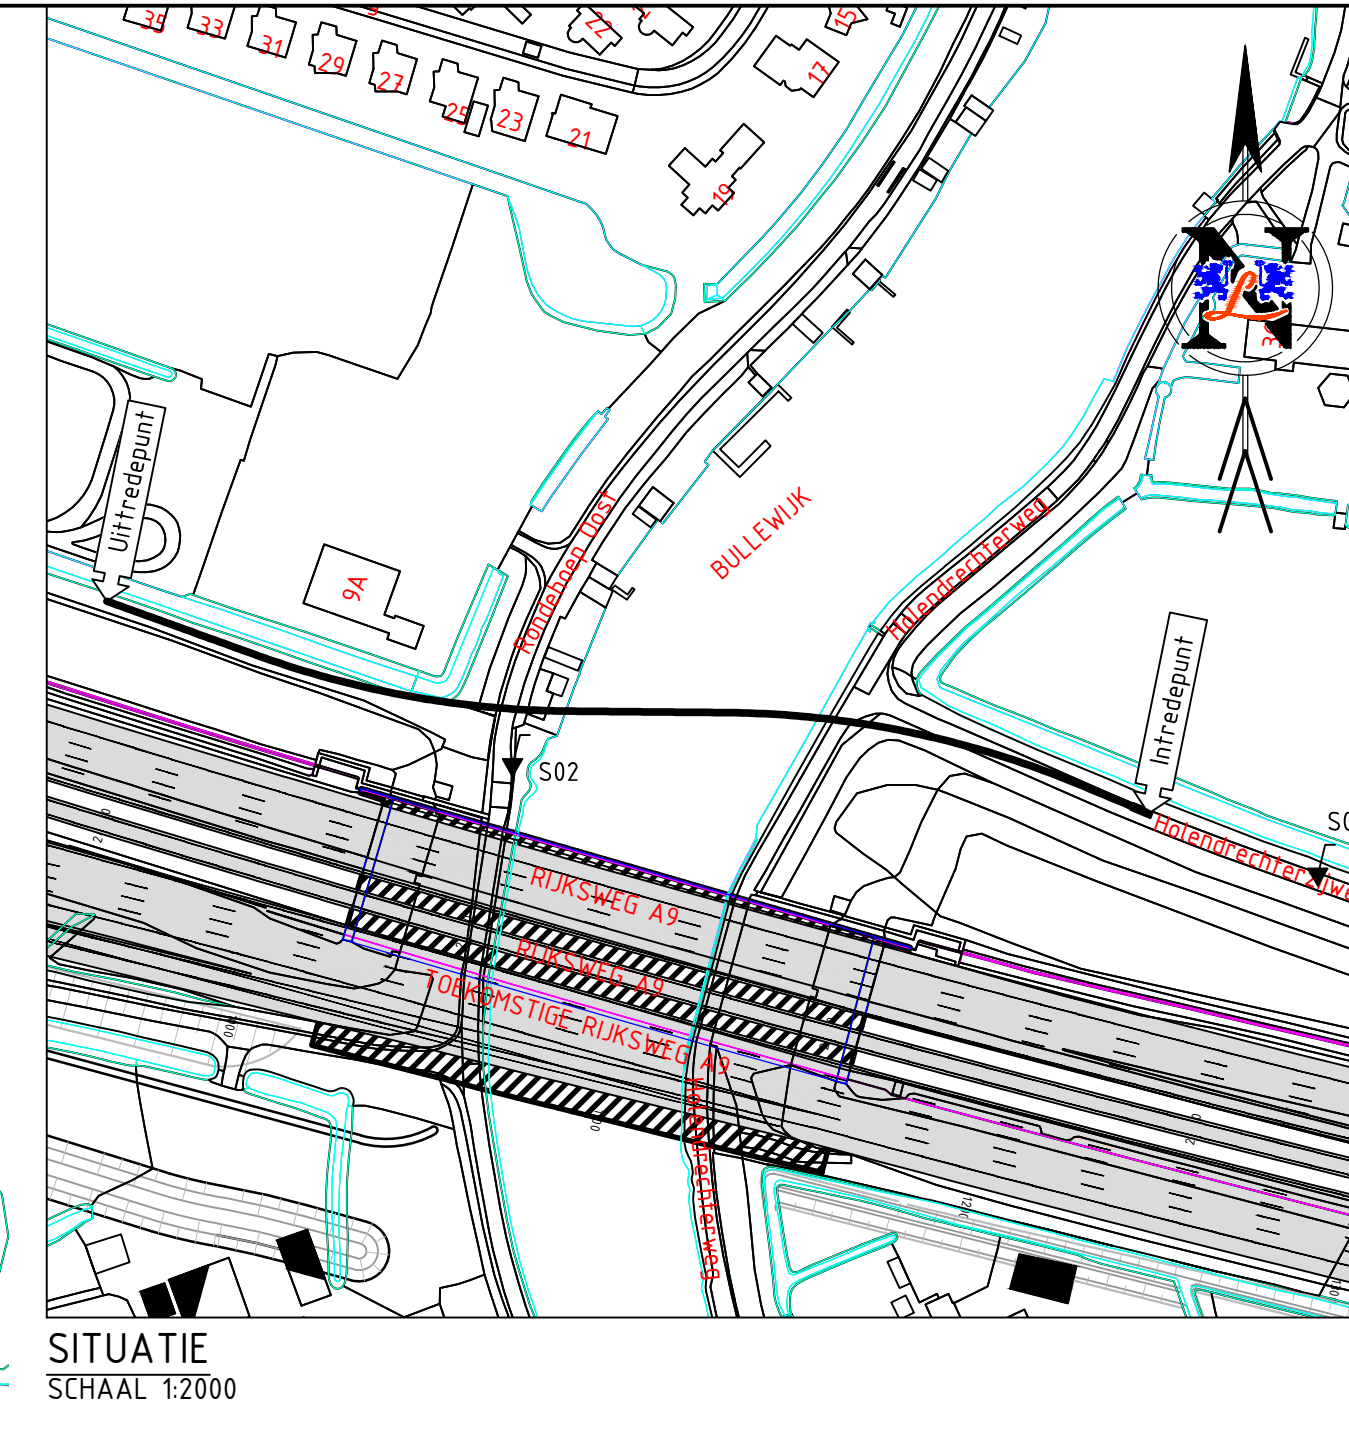 35
33
31
29
27
25
23
21
22
15
17
19
N
L
Uittredepunt
9A
Rondehoep Oost
BULLEWIJK
Holendrechterweg
Intredepunt
S02
Holendrechterzijwe
RIJKSWEG A9
RIJKSWEG A9
TOEKOMSTIGE RIJKSWEG A9
Holendrechterweg
SITUATIE
SCHAAL 1:2000